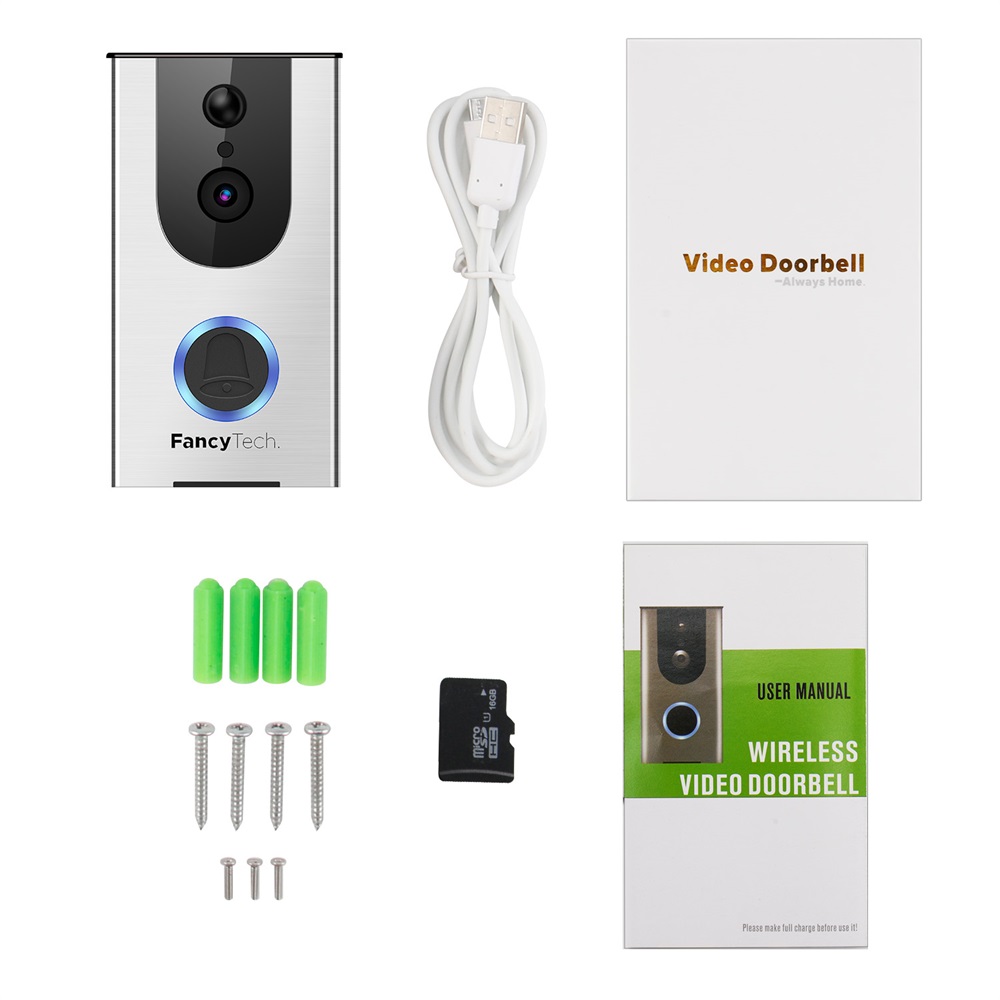 FancyTech.
Video Doorbell
–Always Home.
16GB
micro
SD
HC
USER MANUAL
WIRELESS
VIDEO DOORBELL
Please make full charge before use it!